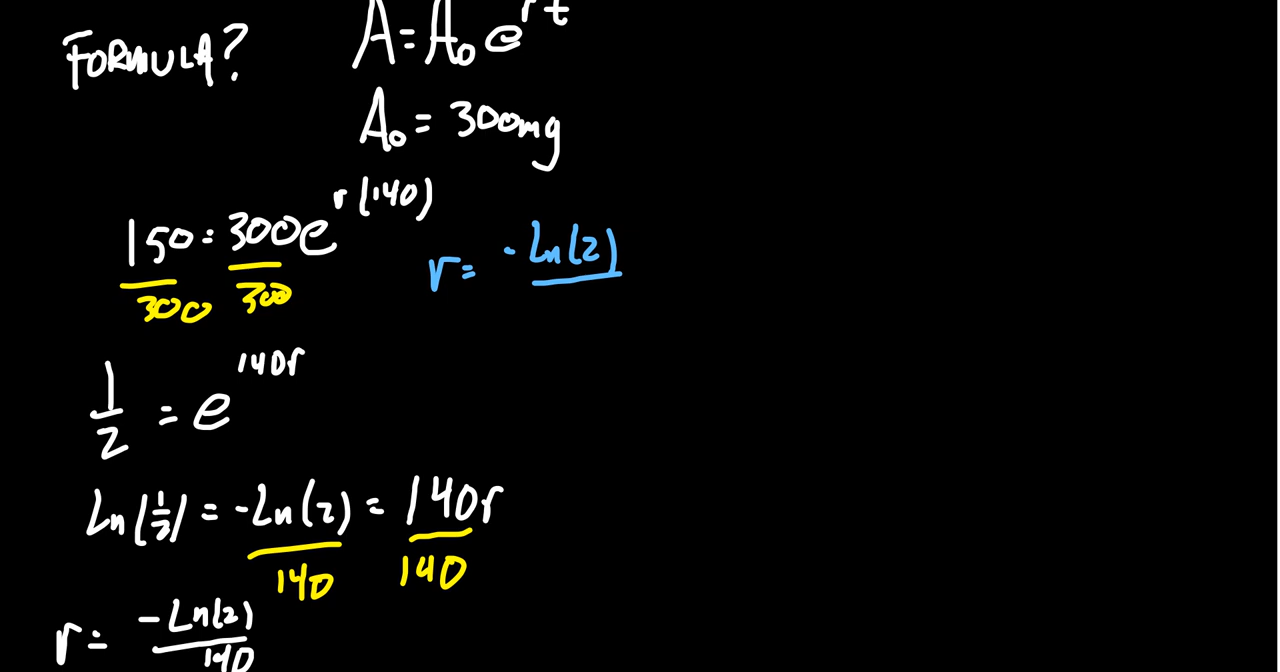 FORMULA? A = A₀ e^rt
A₀ = 300mg
150 = 300e^r(140)
300 300
r = -Ln(2)
1/2 = e^140r
Ln(1/2) = -Ln(2) = 140r
140 140
r = -Ln(2)/140